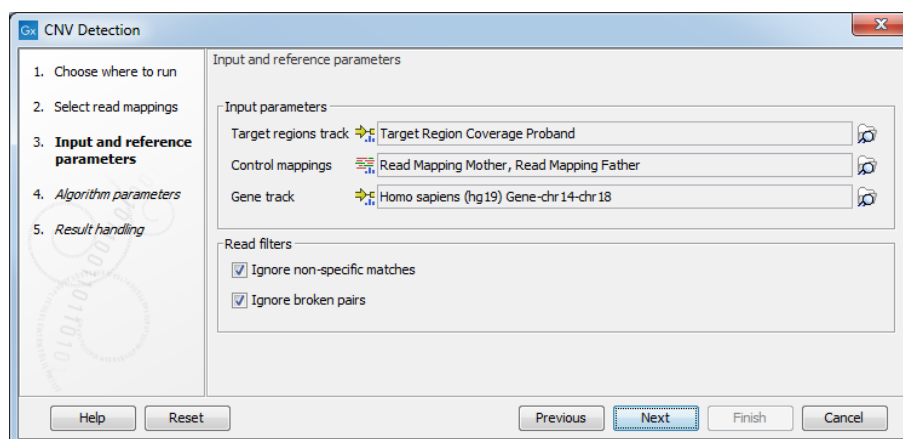 Gx CNV Detection
1. Choose where to run
2. Select read mappings
3. Input and reference
parameters
4. Algorithm parameters
5. Result handling
Input and reference parameters
Input parameters
Target regions track Target Region Coverage Proband
Control mappings Read Mapping Mother, Read Mapping Father
Gene track Homo sapiens (hg19) Gene-chr14-chr18
Read filters
Ignore non-specific matches
Ignore broken pairs
Help Reset Previous Next Finish Cancel